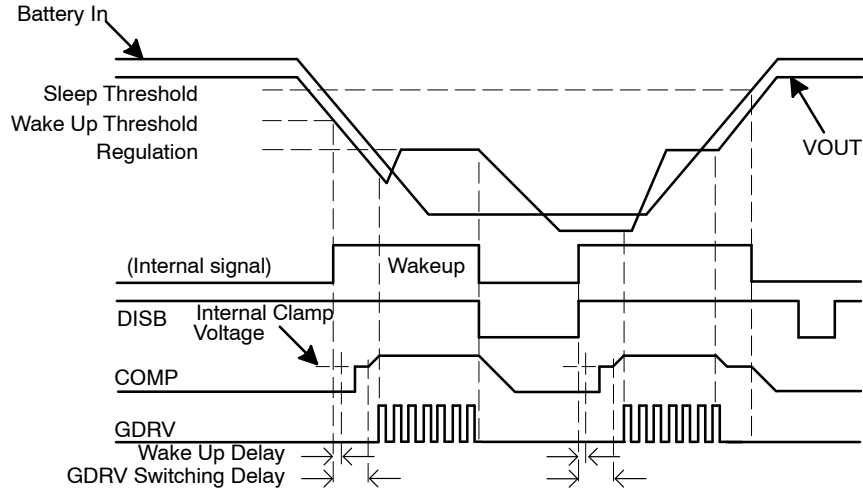 Battery In
Sleep Threshold
Wake Up Threshold
Regulation
VOUT
(Internal signal)
Wakeup
DISB
Internal Clamp
Voltage
COMP
GDRV
Wake Up Delay
GDRV Switching Delay